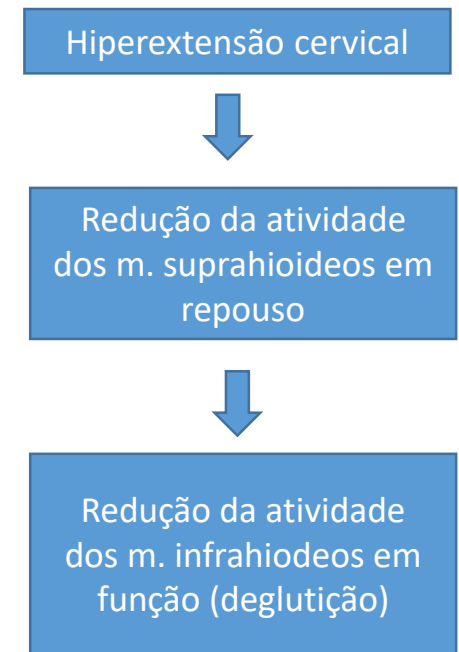 Hiperextensão cervical
Redução da atividade
dos m. suprahioideos em
repouso
Redução da atividade
dos m. infrahiodeos em
função (deglutição)